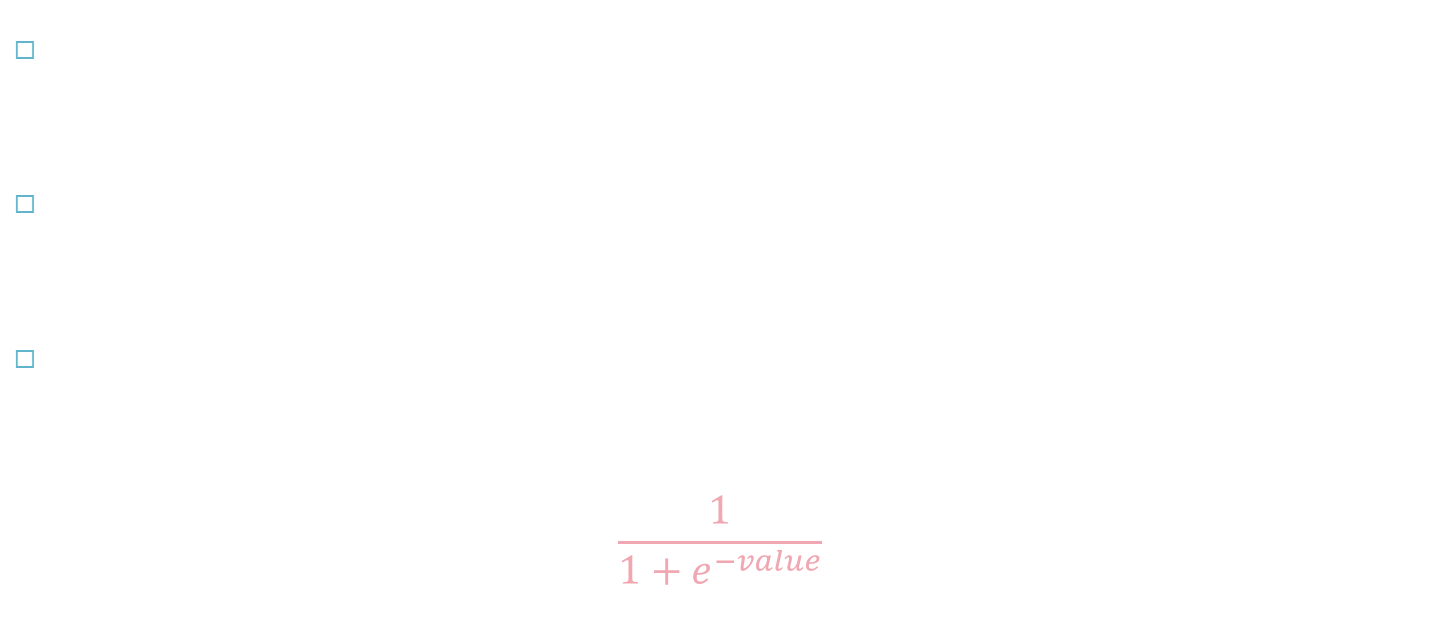 1
1 + e^{-value}